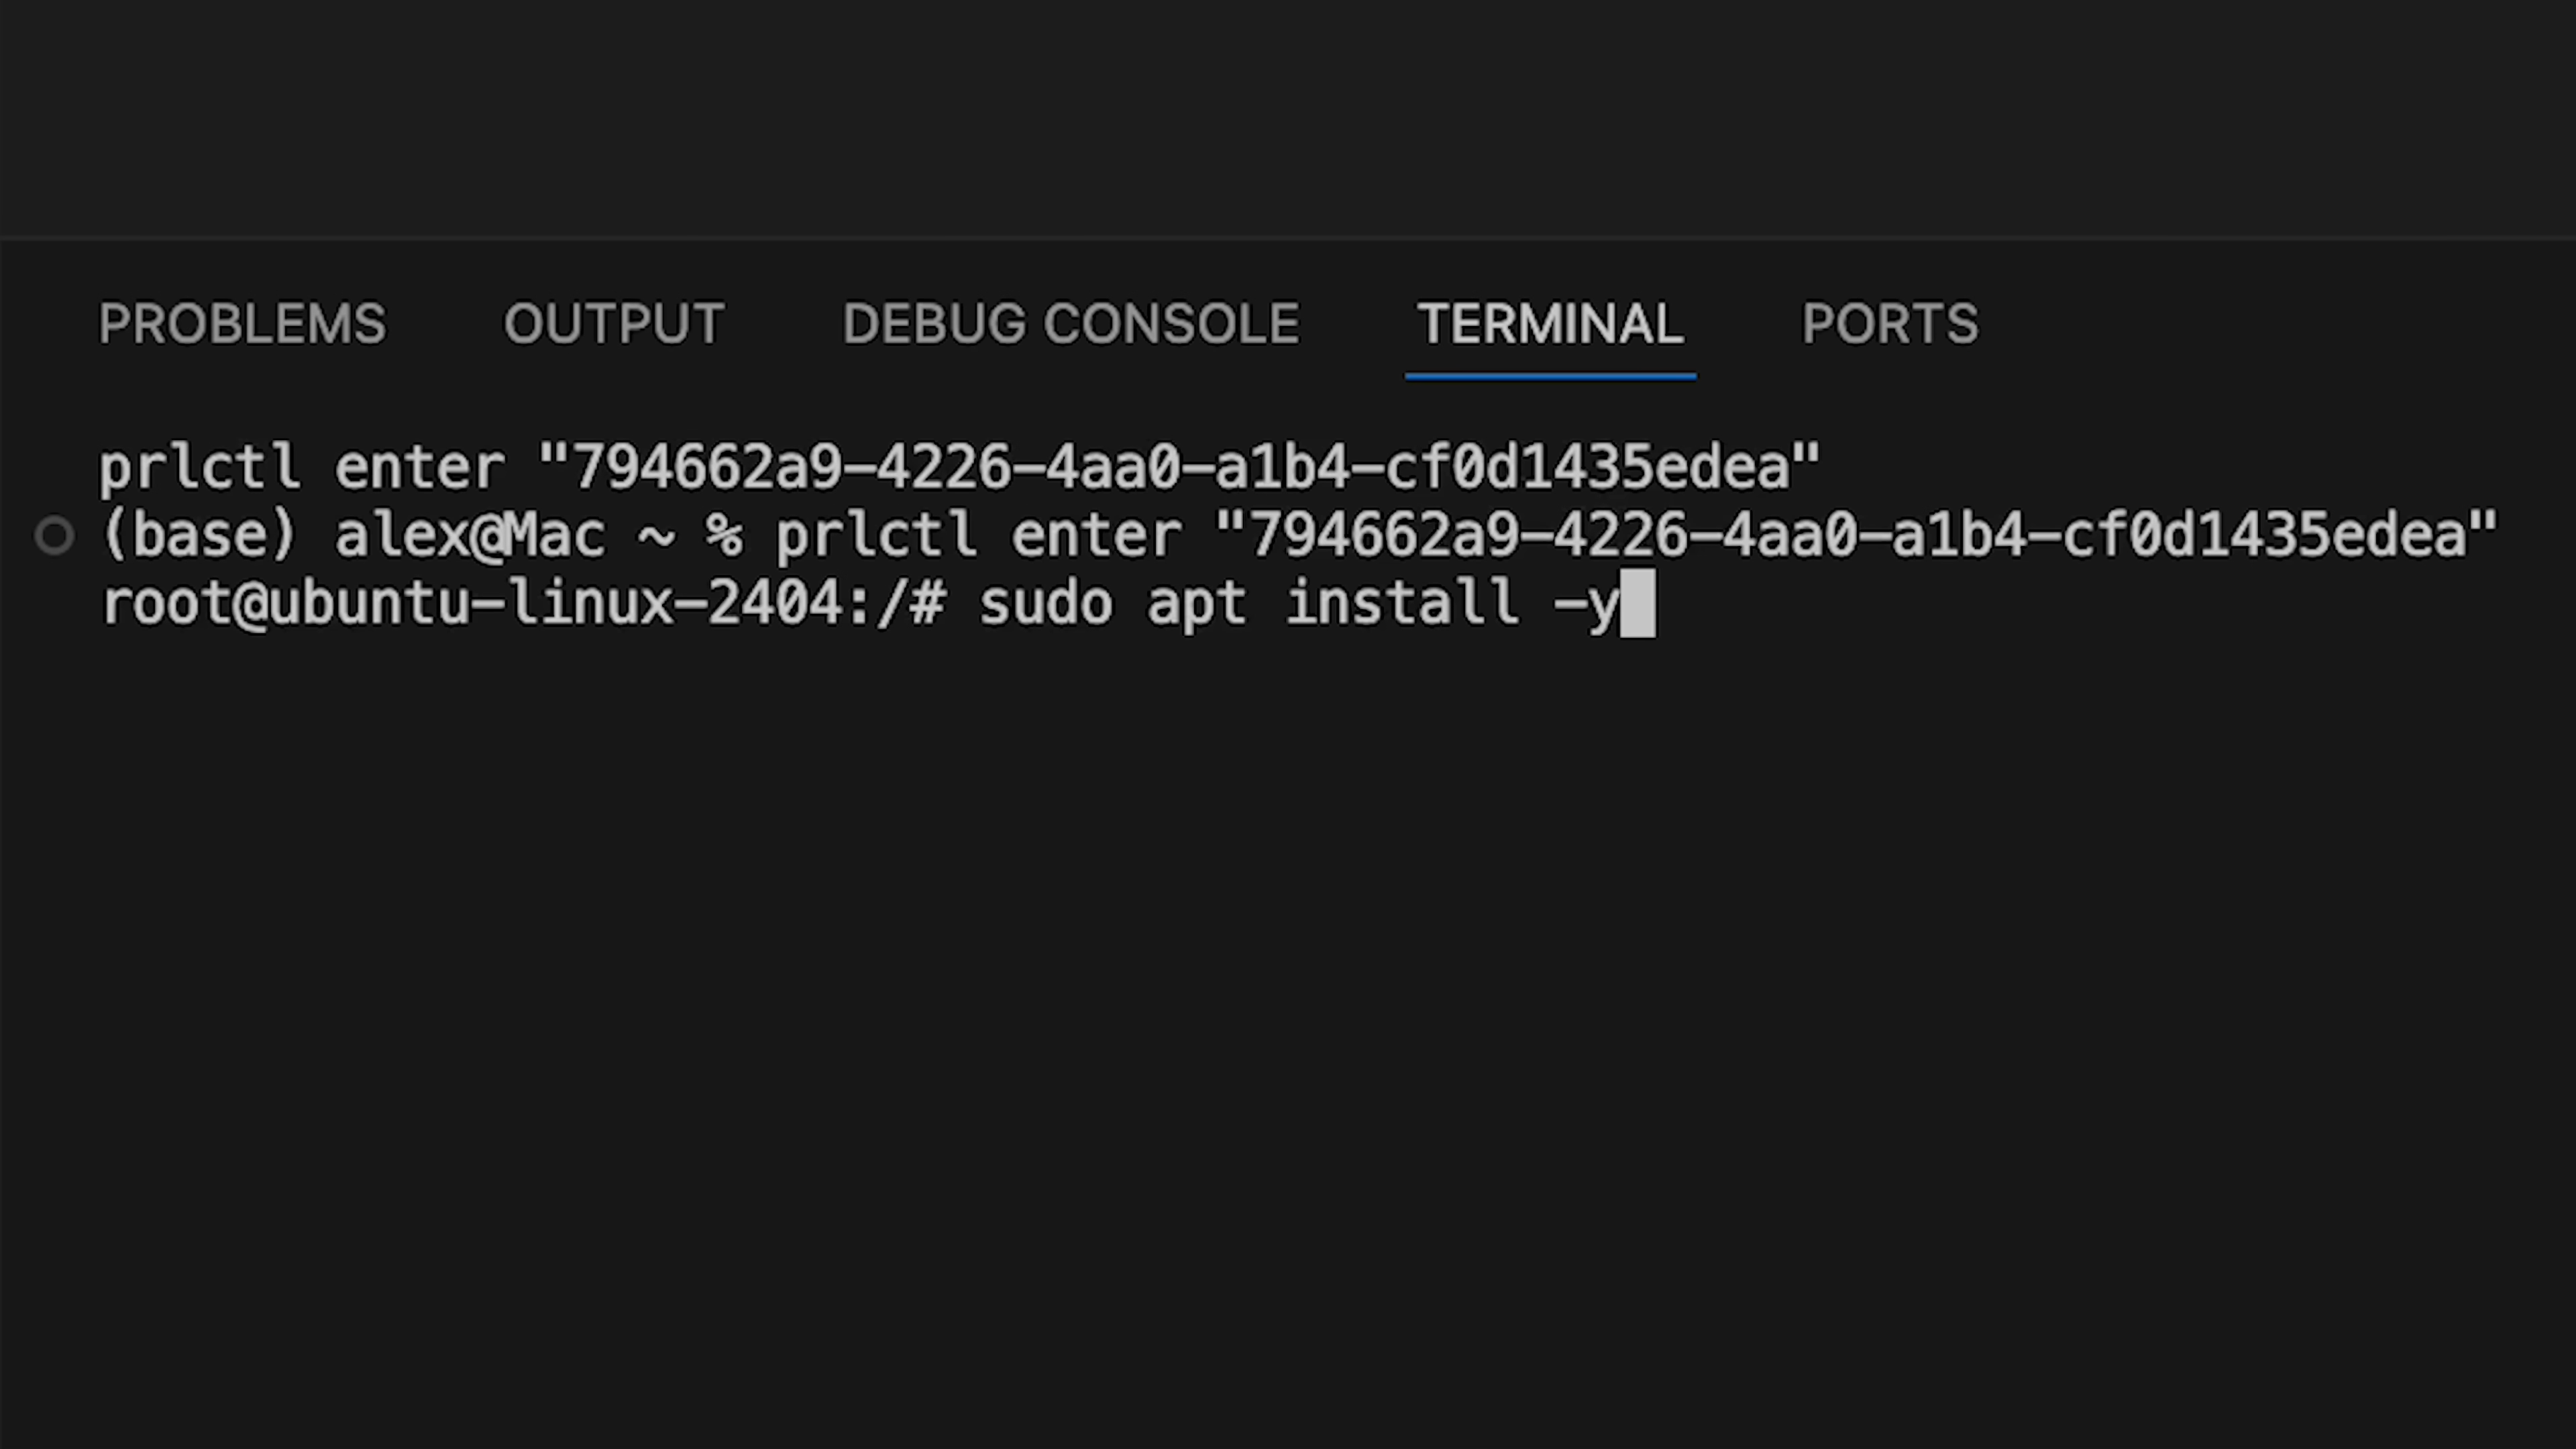 PROBLEMS OUTPUT DEBUG CONSOLE TERMINAL PORTS
prlctl enter "794662a9-4226-4aa0-a1b4-cf0d1435edea"
(base) alex@Mac ~ % prlctl enter "794662a9-4226-4aa0-a1b4-cf0d1435edea"
root@ubuntu-linux-2404:/# sudo apt install -y